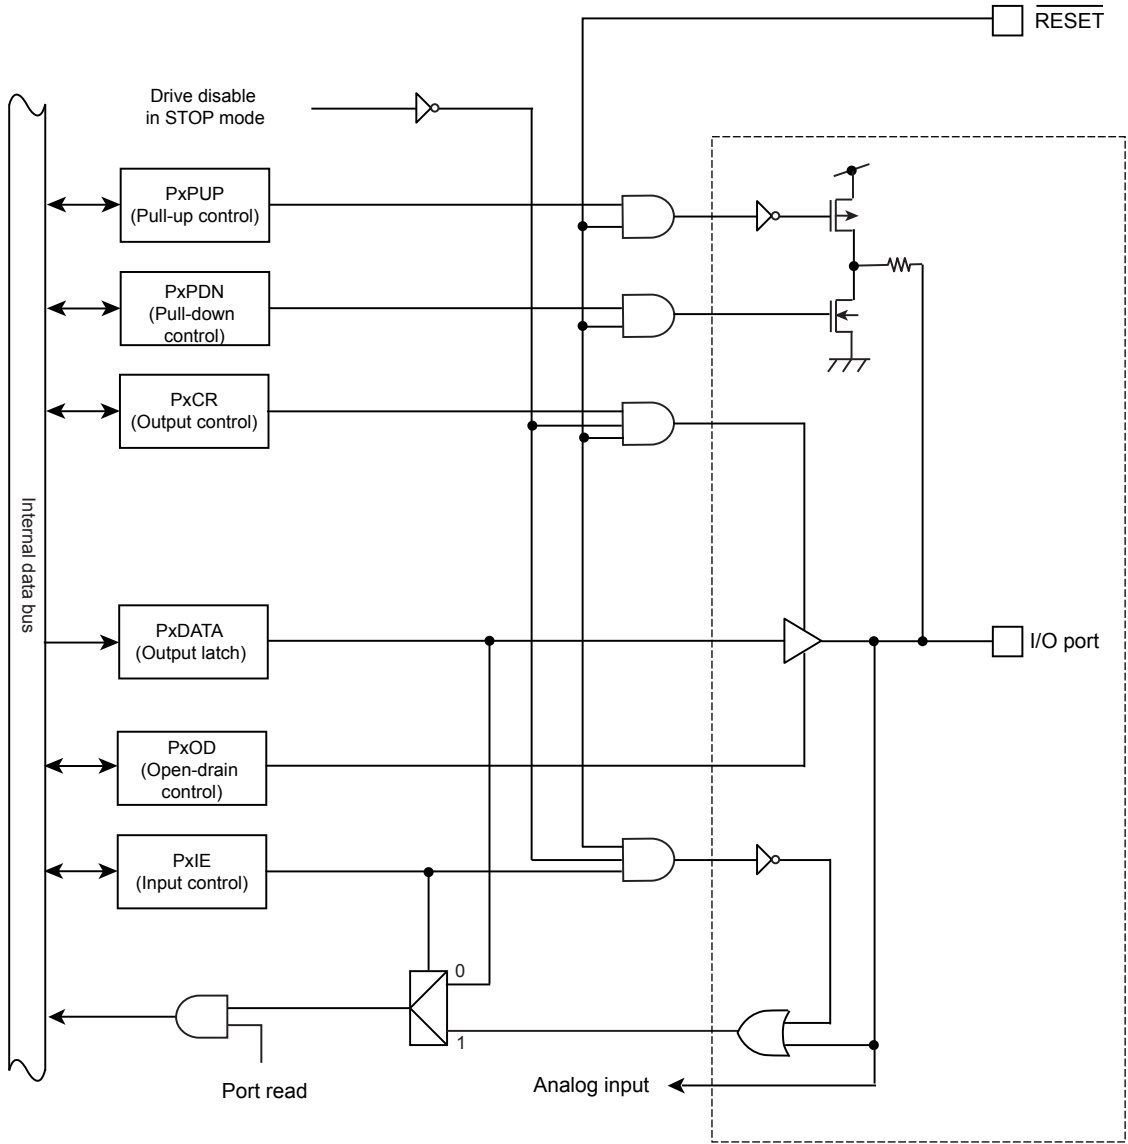 RESET
Drive disable
in STOP mode
PxPUP
(Pull-up control)
PxPDN
(Pull-down
control)
PxCR
(Output control)
Internal data bus
PxDATA
(Output latch)
I/O port
PxOD
(Open-drain
control)
PxIE
(Input control)
0
1
Port read
Analog input